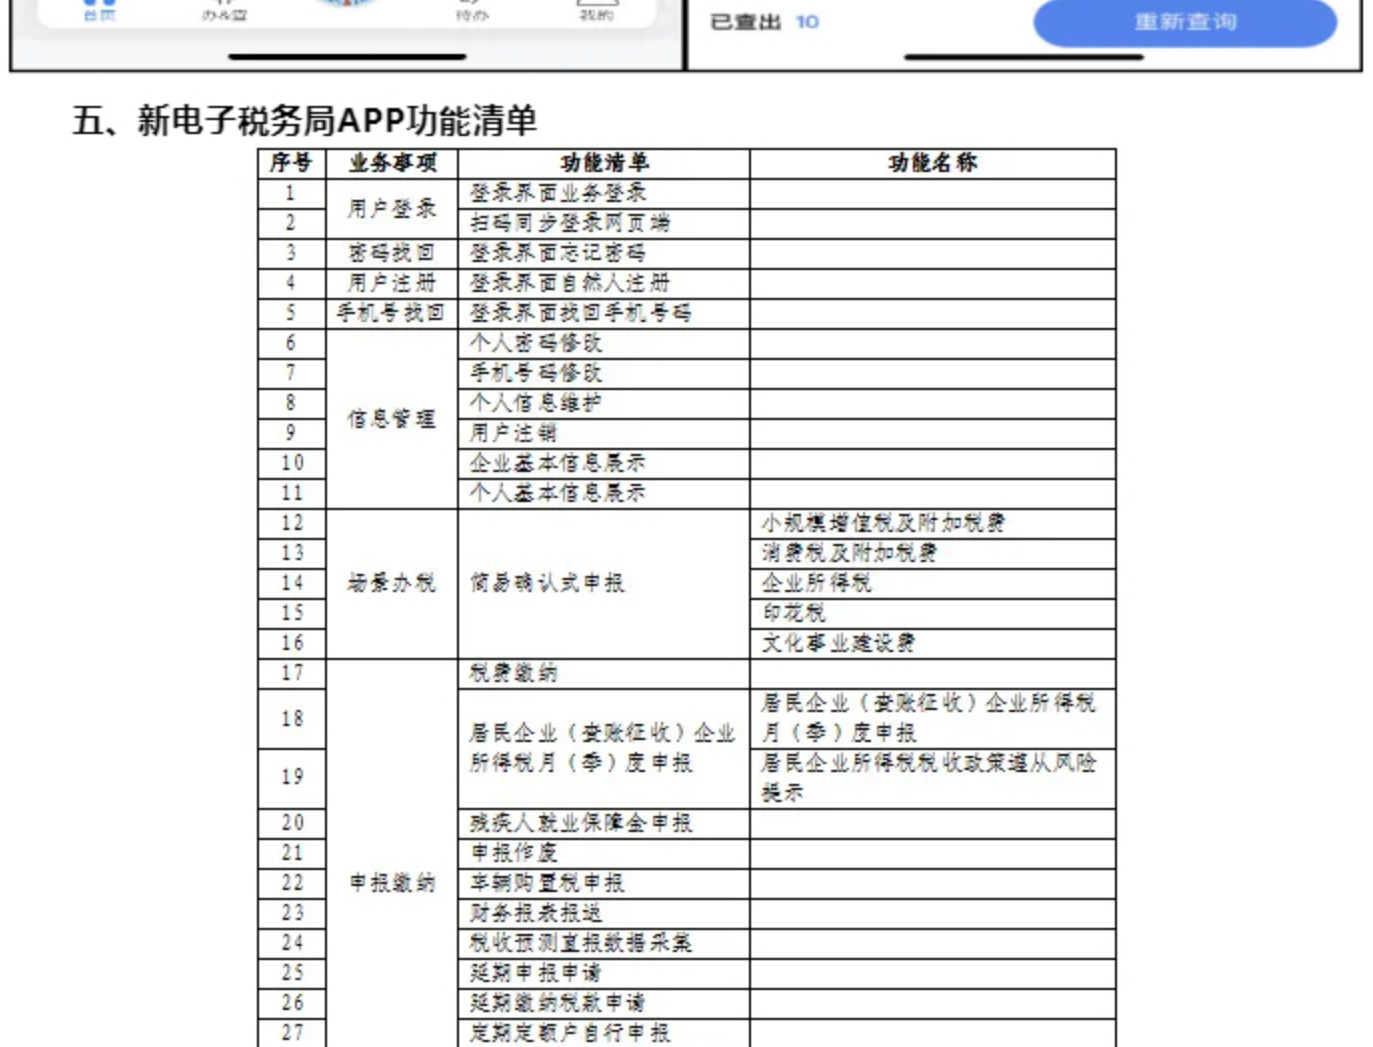 首页
办&查
待办
我的
已查出 10
重新查询
五、新电子税务局APP功能清单
序号 业务事项 功能清单 功能名称
1 用户登录 登录界面业务登录
2 扫码同步登录网页端
3 密码找回 登录界面忘记密码
4 用户注册 登录界面自然人注册
5 手机号找回 登录界面找回手机号码
6 信息管理 个人密码修改
7 手机号码修改
8 个人信息维护
9 用户注销
10 企业基本信息展示
11 个人基本信息展示
12 场景办税 简易确认式申报 小规模增值税及附加税费
13 消费税及附加税费
14 企业所得税
15 印花税
16 文化事业建设费
17 申报缴纳 税费缴纳
18 居民企业（查账征收）企业所得税月（季）度申报 居民企业（查账征收）企业所得税
月（季）度申报
19 居民企业所得税税收政策遵从风险
提示
20 残疾人就业保障金申报
21 申报作废
22 车辆购置税申报
23 财务报表报送
24 税收预测直报数据采集
25 延期申报申请
26 延期缴纳税款申请
27 定期定额户自行申报